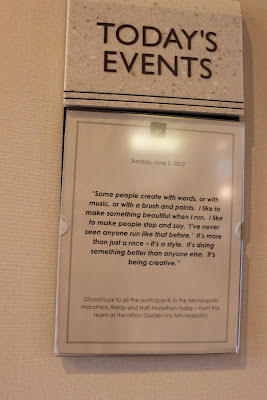 TODAY'S
EVENTS
Sunday, June 3, 2012
"Some people create with words, or with
music, or with a brush and paints.  I like to
make something beautiful when I run.  I like
to make people stop and say, 'I've never
seen anyone run like that before.'  It's more
than just a race – it's a style.  It's doing
something better than anyone else.  It's
being creative."
(Good luck to all the participants in the Minneapolis
Marathon, Relay and Half Marathon today – from the
team at the Hilton Garden Inn Minneapolis!)